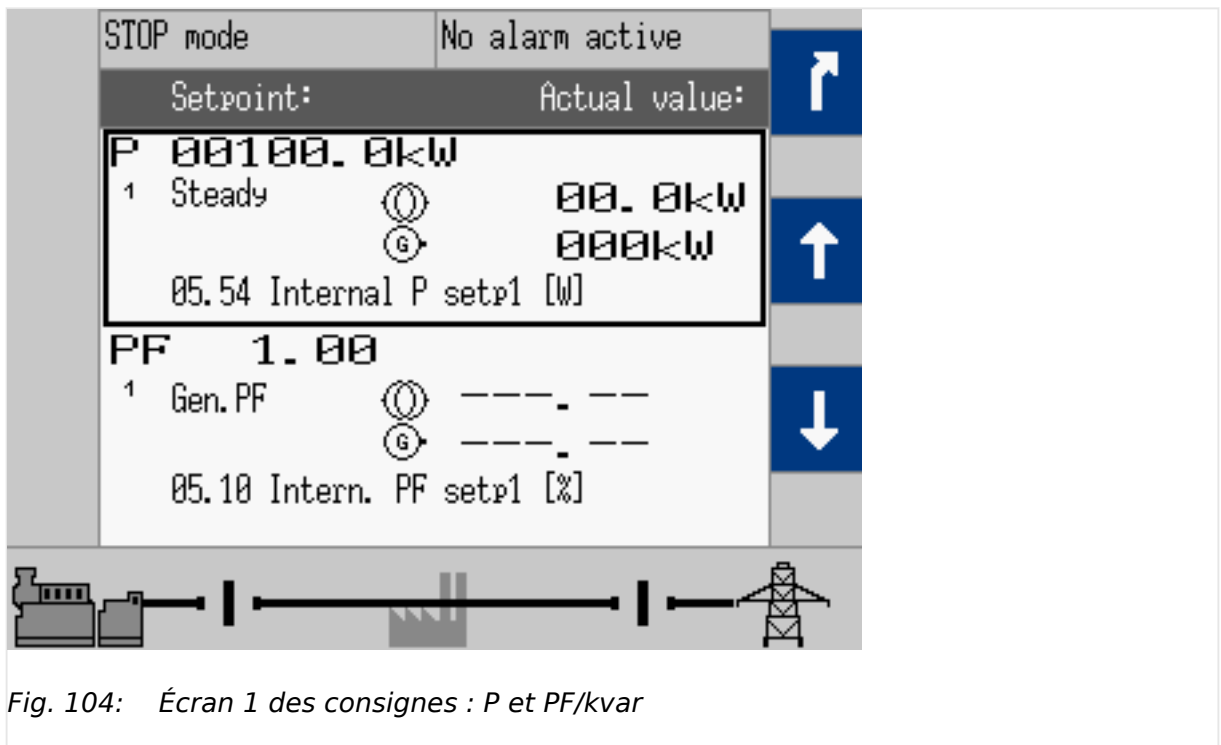 STOP mode No alarm active
Setpoint: Actual value:
P 00100.0kW
1 Steady 00.0kW
G 000kW
05.54 Internal P setp1 [W]
PF 1.00
1 Gen.PF ---.--
G ---.--
05.10 Intern. PF setp1 [%]
Fig. 104: Écran 1 des consignes : P et PF/kvar